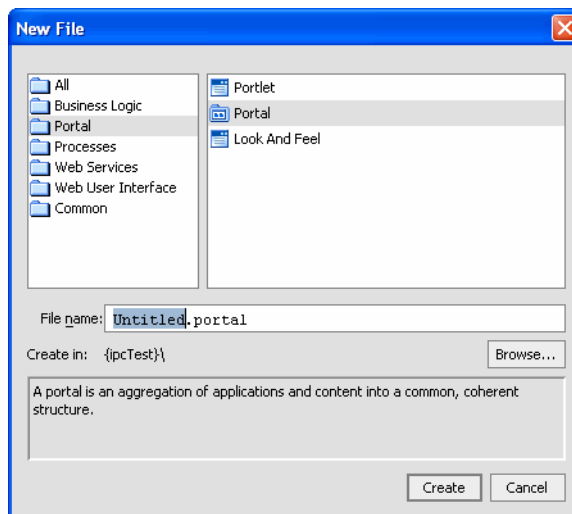 New File
All
Business Logic
Portal
Processes
Web Services
Web User Interface
Common
Portlet
Portal
Look And Feel
File name: Untitled.portal
Create in: {ipcTest}\
Browse...
A portal is an aggregation of applications and content into a common, coherent
structure.
Create
Cancel